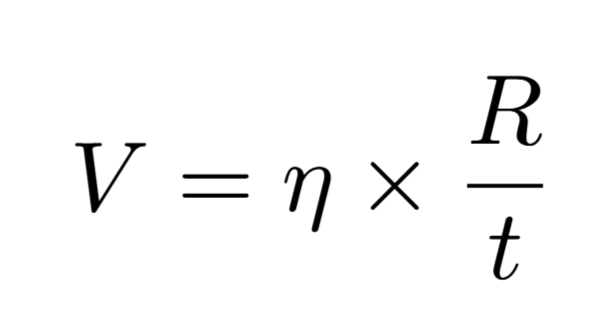 V = η × R/t